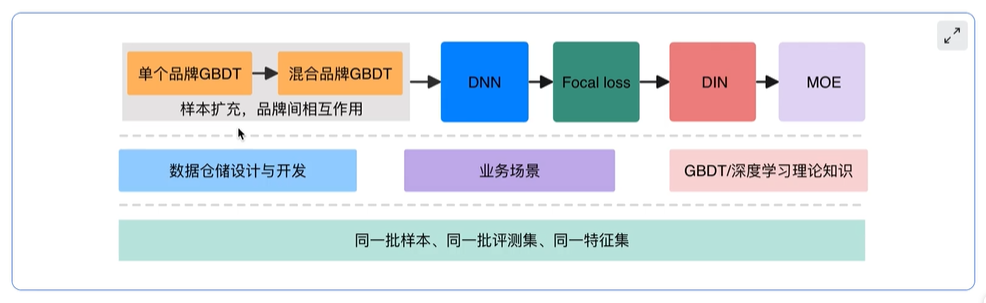 单个品牌GBDT
混合品牌GBDT
样本扩充，品牌间相互作用
DNN
Focal loss
DIN
MOE
数据仓储设计与开发
业务场景
GBDT/深度学习理论知识
同一批样本、同一批评测集、同一特征集